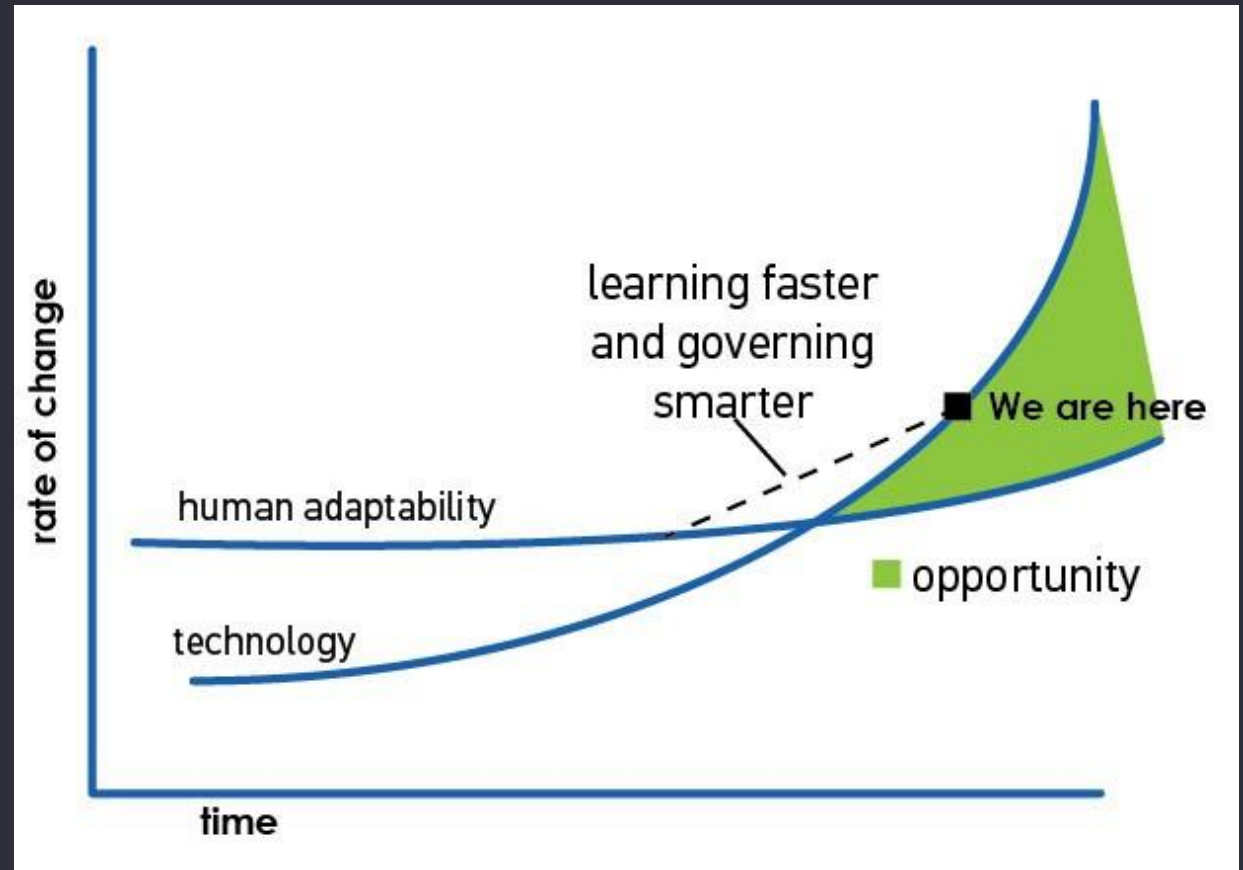 rate of change
learning faster
and governing
smarter
We are here
human adaptability
opportunity
technology
time